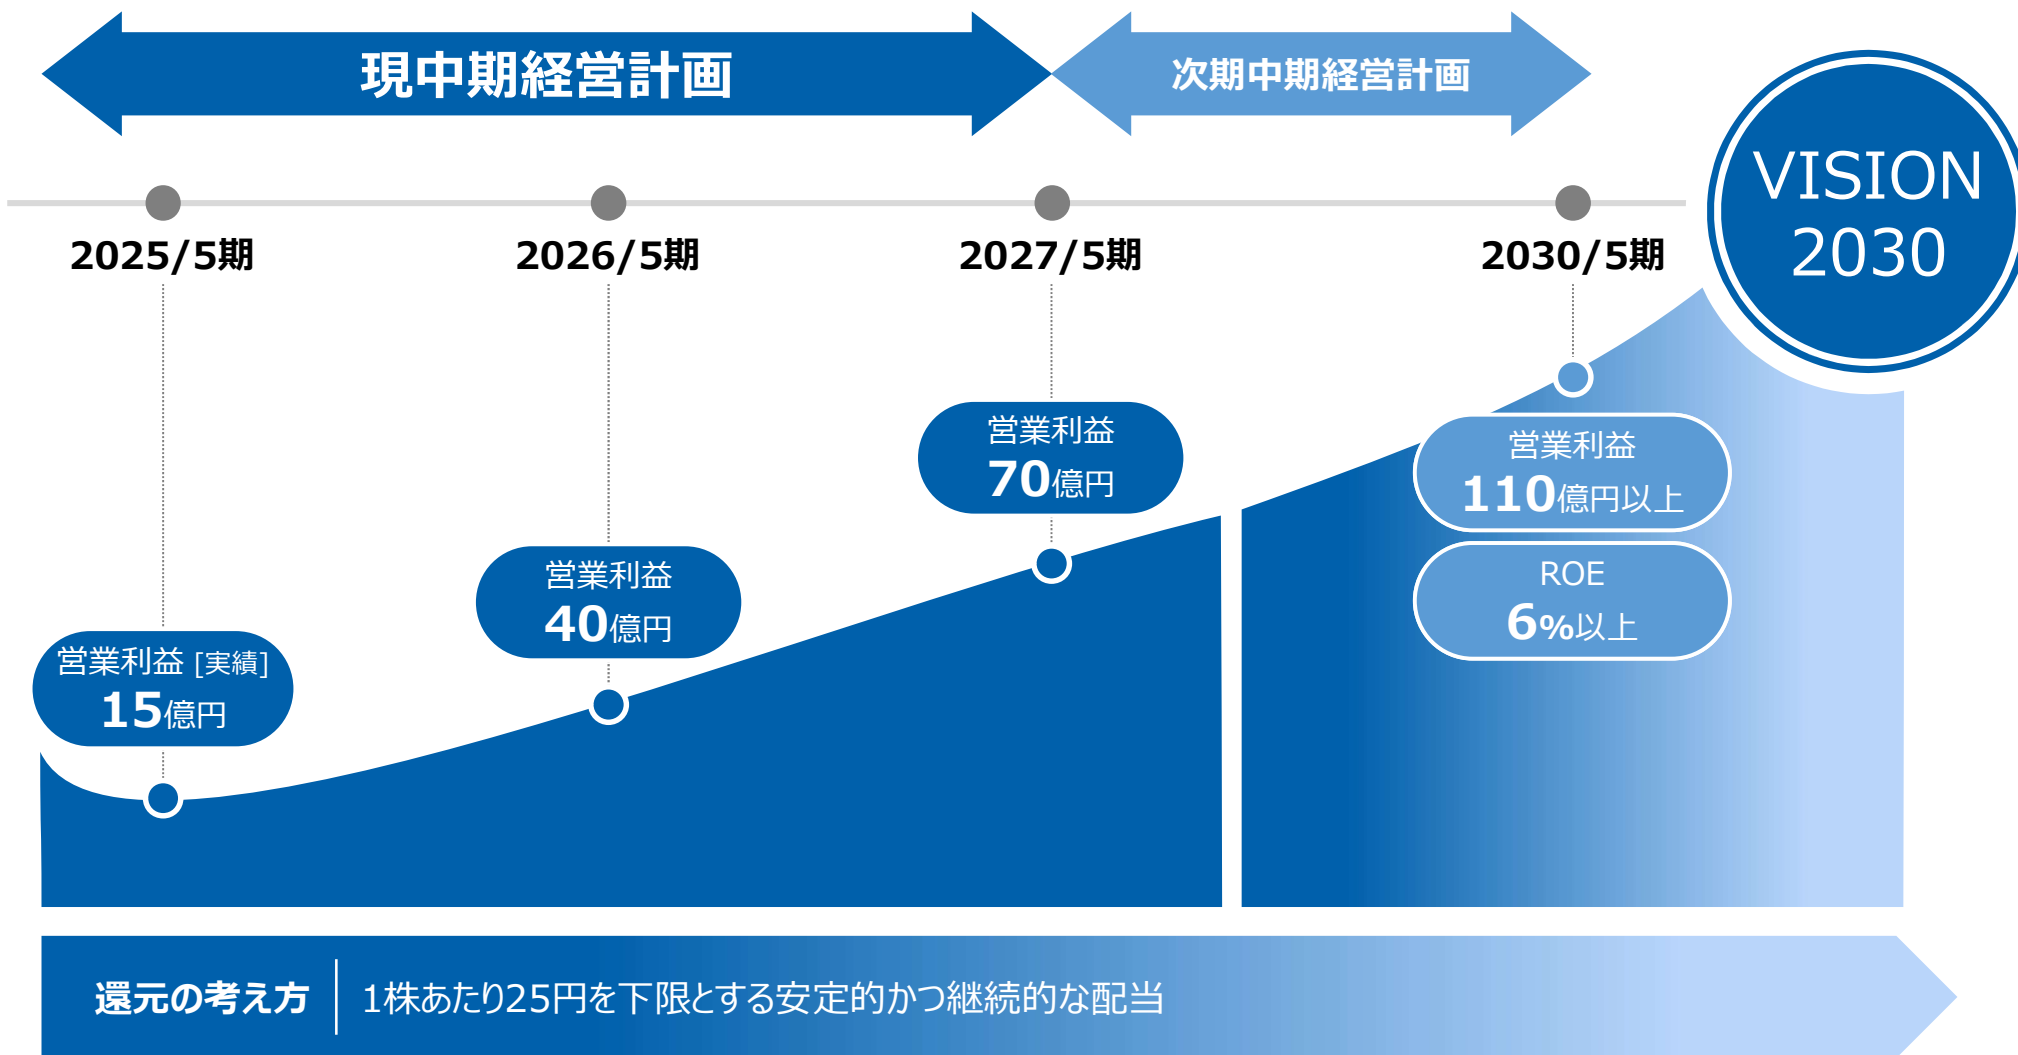 現中期経営計画
次期中期経営計画
VISION
2030
2025/5期
2026/5期
2027/5期
2030/5期
営業利益 [実績]
15億円
営業利益
40億円
営業利益
70億円
営業利益
110億円以上
ROE
6%以上
還元の考え方
1株あたり25円を下限とする安定的かつ継続的な配当